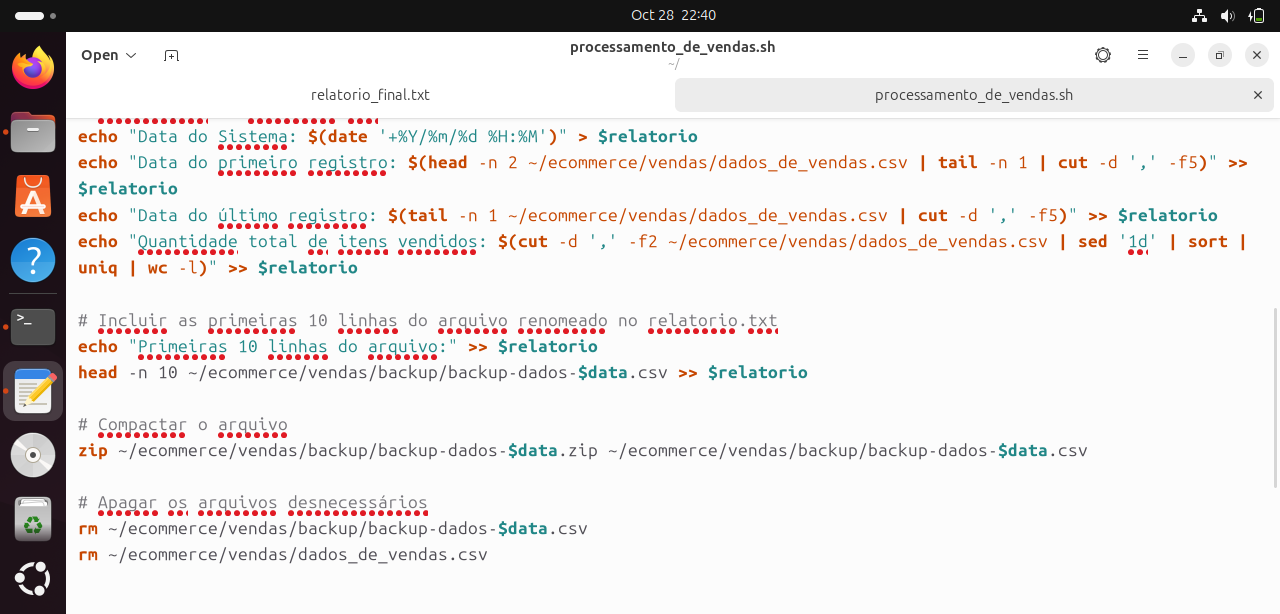 Oct 28 22:40
Open
processamento_de_vendas.sh
~/
relatorio_final.txt
processamento_de_vendas.sh
echo "Data do Sistema: $(date '+%Y/%m/%d %H:%M')" > $relatorio
echo "Data do primeiro registro: $(head -n 2 ~/ecommerce/vendas/dados_de_vendas.csv | tail -n 1 | cut -d ',' -f5)" >>
$relatorio
echo "Data do último registro: $(tail -n 1 ~/ecommerce/vendas/dados_de_vendas.csv | cut -d ',' -f5)" >> $relatorio
echo "Quantidade total de itens vendidos: $(cut -d ',' -f2 ~/ecommerce/vendas/dados_de_vendas.csv | sed '1d' | sort |
uniq | wc -l)" >> $relatorio
# Incluir as primeiras 10 linhas do arquivo renomeado no relatorio.txt
echo "Primeiras 10 linhas do arquivo:" >> $relatorio
head -n 10 ~/ecommerce/vendas/backup/backup-dados-$data.csv >> $relatorio
# Compactar o arquivo
zip ~/ecommerce/vendas/backup/backup-dados-$data.zip ~/ecommerce/vendas/backup/backup-dados-$data.csv
# Apagar os arquivos desnecessários
rm ~/ecommerce/vendas/backup/backup-dados-$data.csv
rm ~/ecommerce/vendas/dados_de_vendas.csv